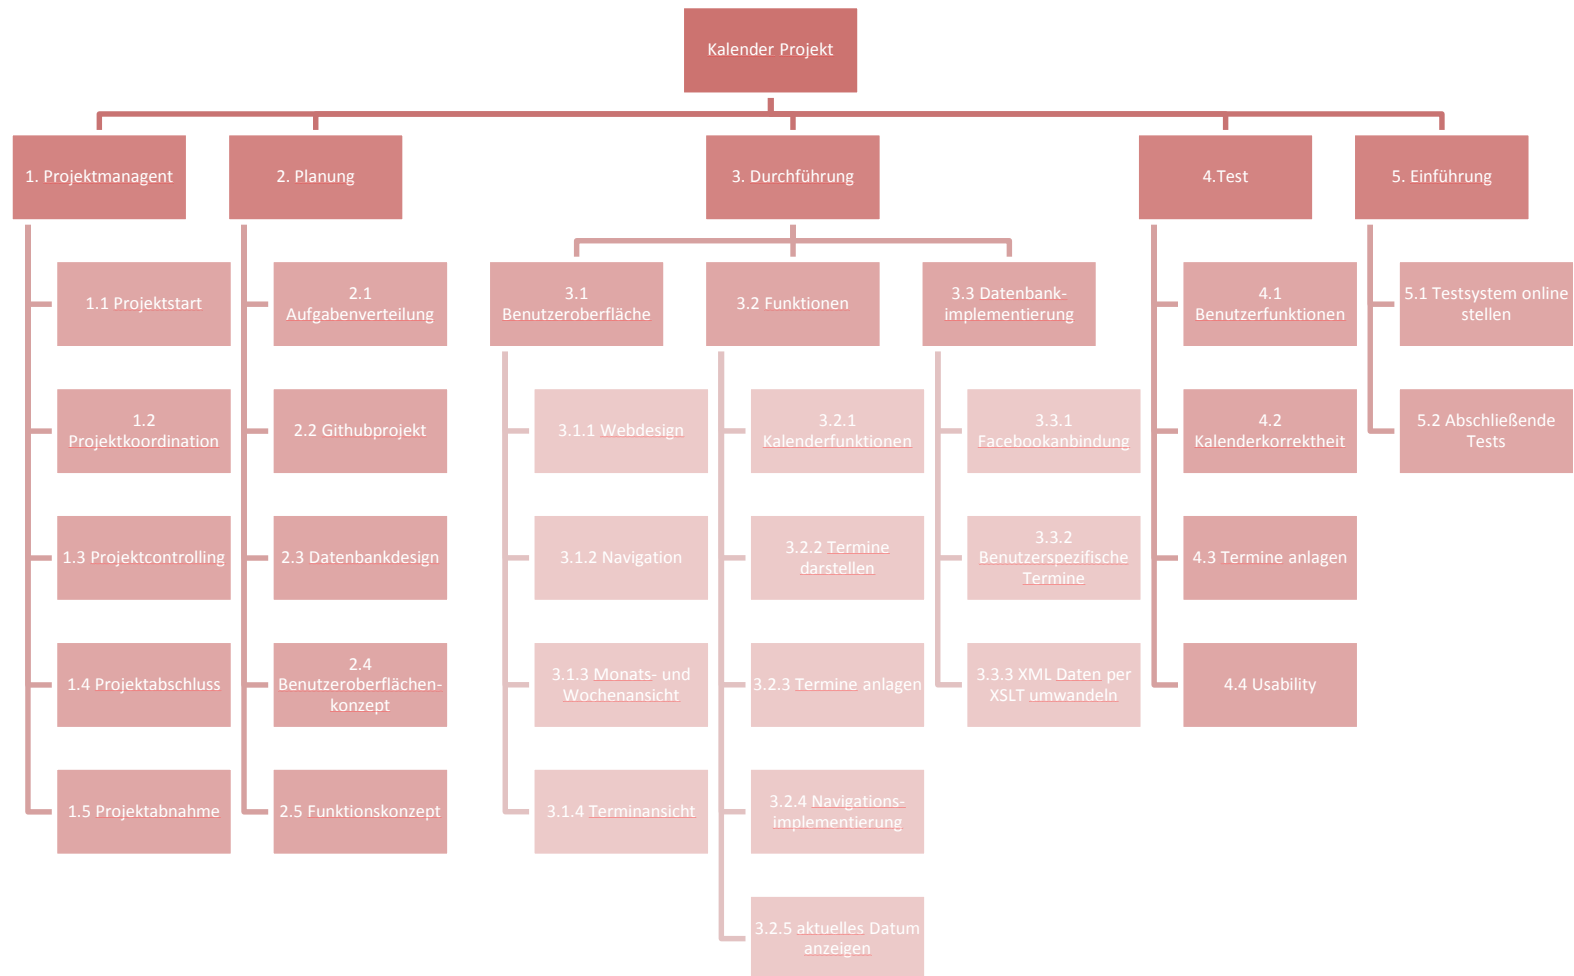 Kalender Projekt
1. Projektmanagent
2. Planung
3. Durchführung
4.Test
5. Einführung
1.1 Projektstart
1.2
Projektkoordination
1.3 Projektcontrolling
1.4 Projektabschluss
1.5 Projektabnahme
2.1
Aufgabenverteilung
2.2 Githubprojekt
2.3 Datenbankdesign
2.4
Benutzeroberflächen-
konzept
2.5 Funktionskonzept
3.1
Benutzeroberfläche
3.1.1 Webdesign
3.1.2 Navigation
3.1.3 Monats- und
Wochenansicht
3.1.4 Terminansicht
3.2 Funktionen
3.2.1
Kalenderfunktionen
3.2.2 Termine
darstellen
3.2.3 Termine anlagen
3.2.4 Navigations-
implementierung
3.2.5 aktuelles Datum
anzeigen
3.3 Datenbank-
implementierung
3.3.1
Facebookanbindung
3.3.2
Benutzerspezifische
Termine
3.3.3 XML Daten per
XSLT umwandeln
4.1
Benutzerfunktionen
4.2
Kalenderkorrektheit
4.3 Termine anlagen
4.4 Usability
5.1 Testsystem online
stellen
5.2 Abschließende
Tests